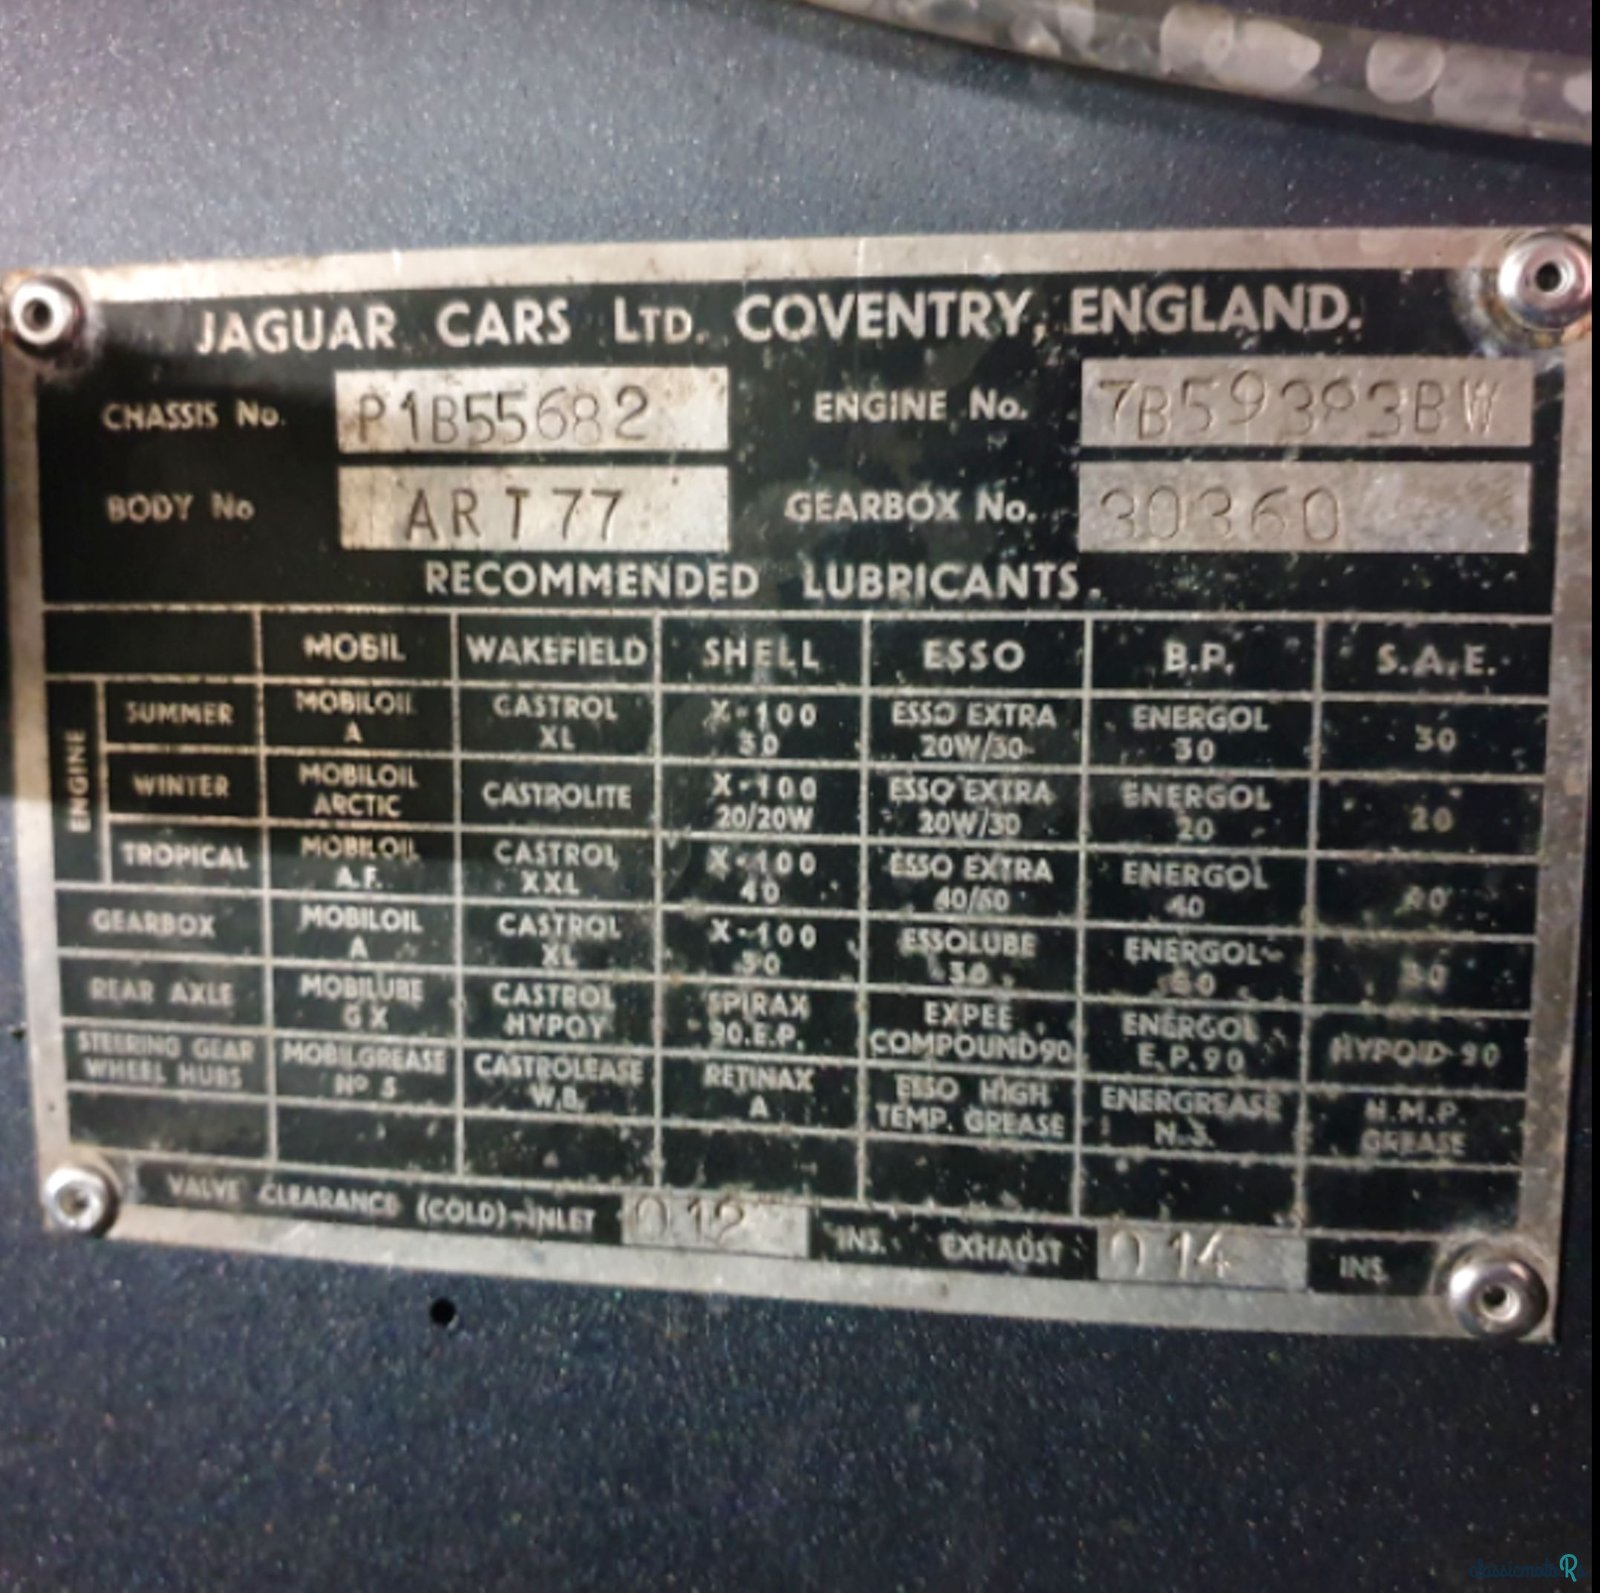 JAGUAR CARS LTD. COVENTRY, ENGLAND.
CHASSIS No. P1B55682 ENGINE No. 7B59383BW
BODY No ART77 GEARBOX No. 30360
RECOMMENDED LUBRICANTS.
MOBIL WAKEFIELD SHELL ESSO B.P. S.A.E.
ENGINE
SUMMER MOBILOIL A CASTROL XL X-100 30 ESSO EXTRA 20W/30 ENERGOL 30 30
WINTER MOBILOIL ARCTIC CASTROLITE X-100 20/20W ESSO EXTRA 20W/30 ENERGOL 20 20
TROPICAL MOBILOIL A.F. CASTROL XXL X-100 40 ESSO EXTRA 40/50 ENERGOL 40 40
GEARBOX MOBILOIL A CASTROL XL X-100 30 ESSOLUBE 30 ENERGOL 30
REAR AXLE MOBILUBE GX CASTROL HYPOY SPIRAX 90.E.P. EXPEE COMPOUND 90 ENERGOL E.P.90 HYPOID 90
STEERING GEAR WHEEL HUBS MOBILGREASE No 5 CASTROLEASE W.B. RETINAX A ESSO HIGH TEMP. GREASE ENERGREASE N.3. H.M.P. GREASE
VALVE CLEARANCE (COLD)-INLET 012 INS. EXHAUST 014 INS.